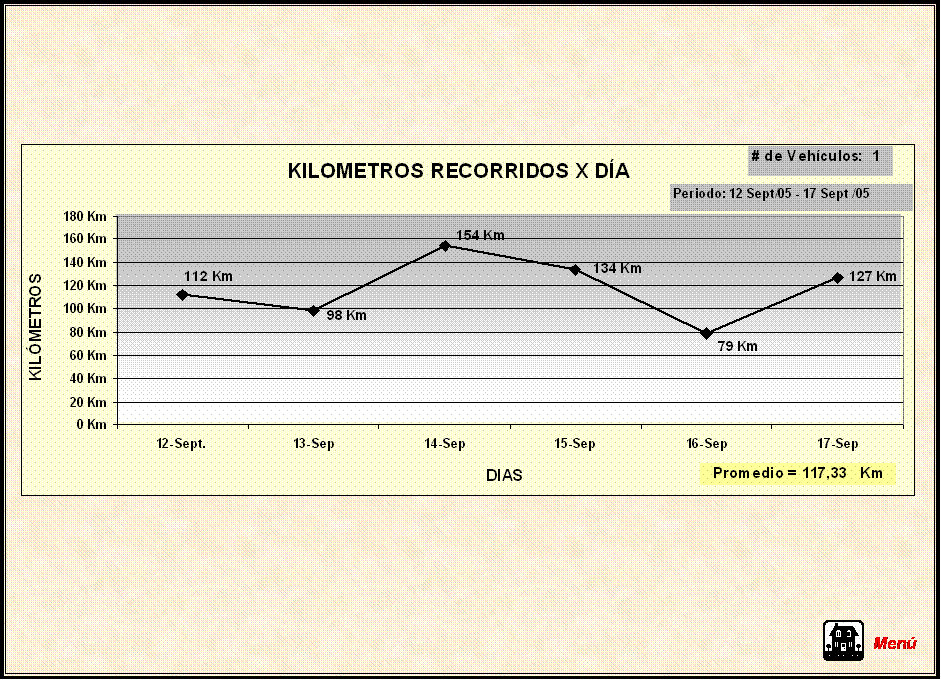 # de Vehículos: 1
KILOMETROS RECORRIDOS X DÍA
Periodo: 12 Sept/05 - 17 Sept /05
180 Km
160 Km
140 Km
120 Km
100 Km
80 Km
60 Km
40 Km
20 Km
0 Km
KILÓMETROS
112 Km
98 Km
154 Km
134 Km
79 Km
127 Km
12-Sept.
13-Sep
14-Sep
15-Sep
16-Sep
17-Sep
DIAS
Promedio = 117,33 Km
Menú